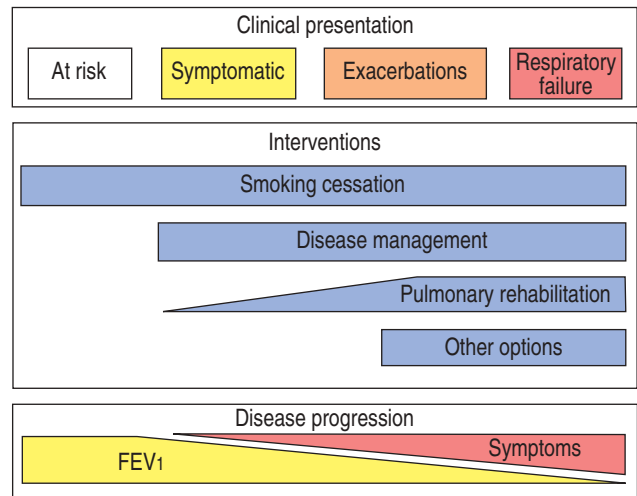 Clinical presentation
At risk
Symptomatic
Exacerbations
Respiratory
failure
Interventions
Smoking cessation
Disease management
Pulmonary rehabilitation
Other options
Disease progression
Symptoms
FEV1